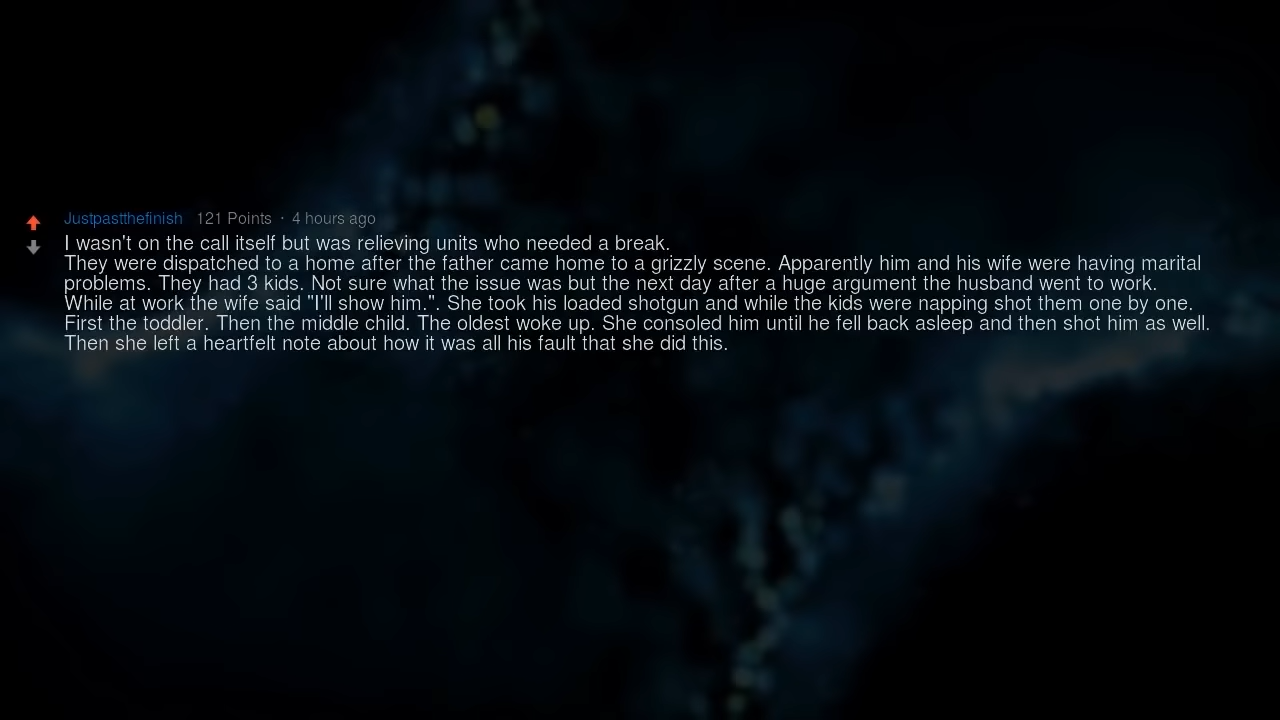 Justpastthefinish 121 Points · 4 hours ago
I wasn't on the call itself but was relieving units who needed a break.
They were dispatched to a home after the father came home to a grizzly scene. Apparently him and his wife were having marital
problems. They had 3 kids. Not sure what the issue was but the next day after a huge argument the husband went to work.
While at work the wife said "I'll show him.". She took his loaded shotgun and while the kids were napping shot them one by one.
First the toddler. Then the middle child. The oldest woke up. She consoled him until he fell back asleep and then shot him as well.
Then she left a heartfelt note about how it was all his fault that she did this.